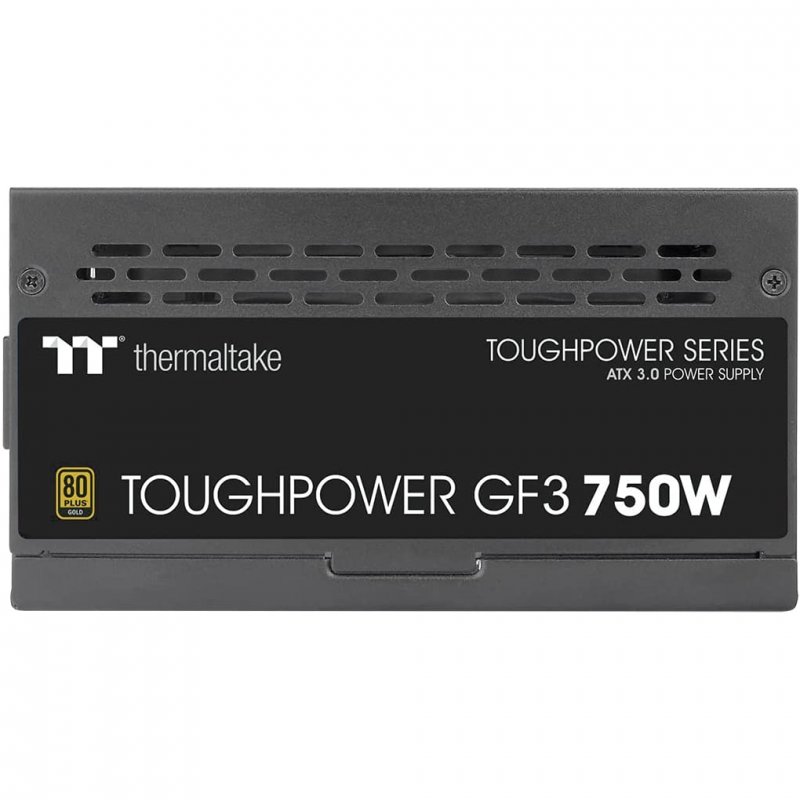 thermaltake
TOUGHPOWER SERIES
ATX 3.0 POWER SUPPLY
80
PLUS
GOLD
TOUGHPOWER GF3 750W